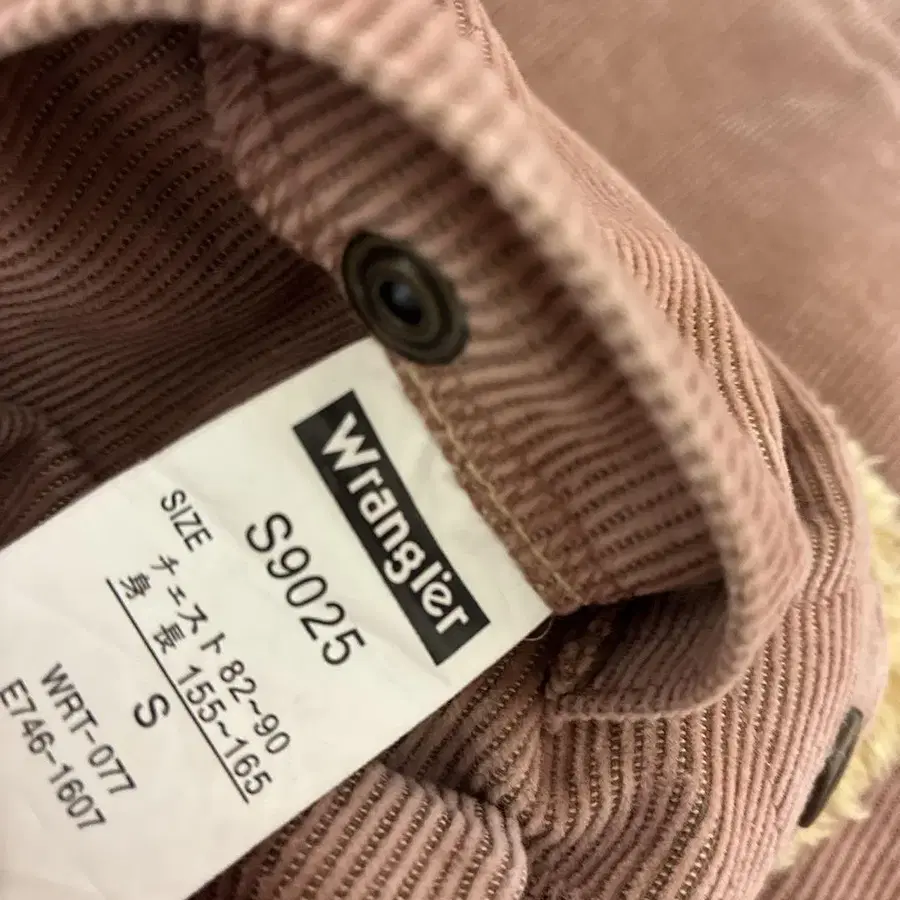 Wrangler
S9025
SIZE
チェスト 82~90
身 長 155~165
S
WRT-077
E746-1607